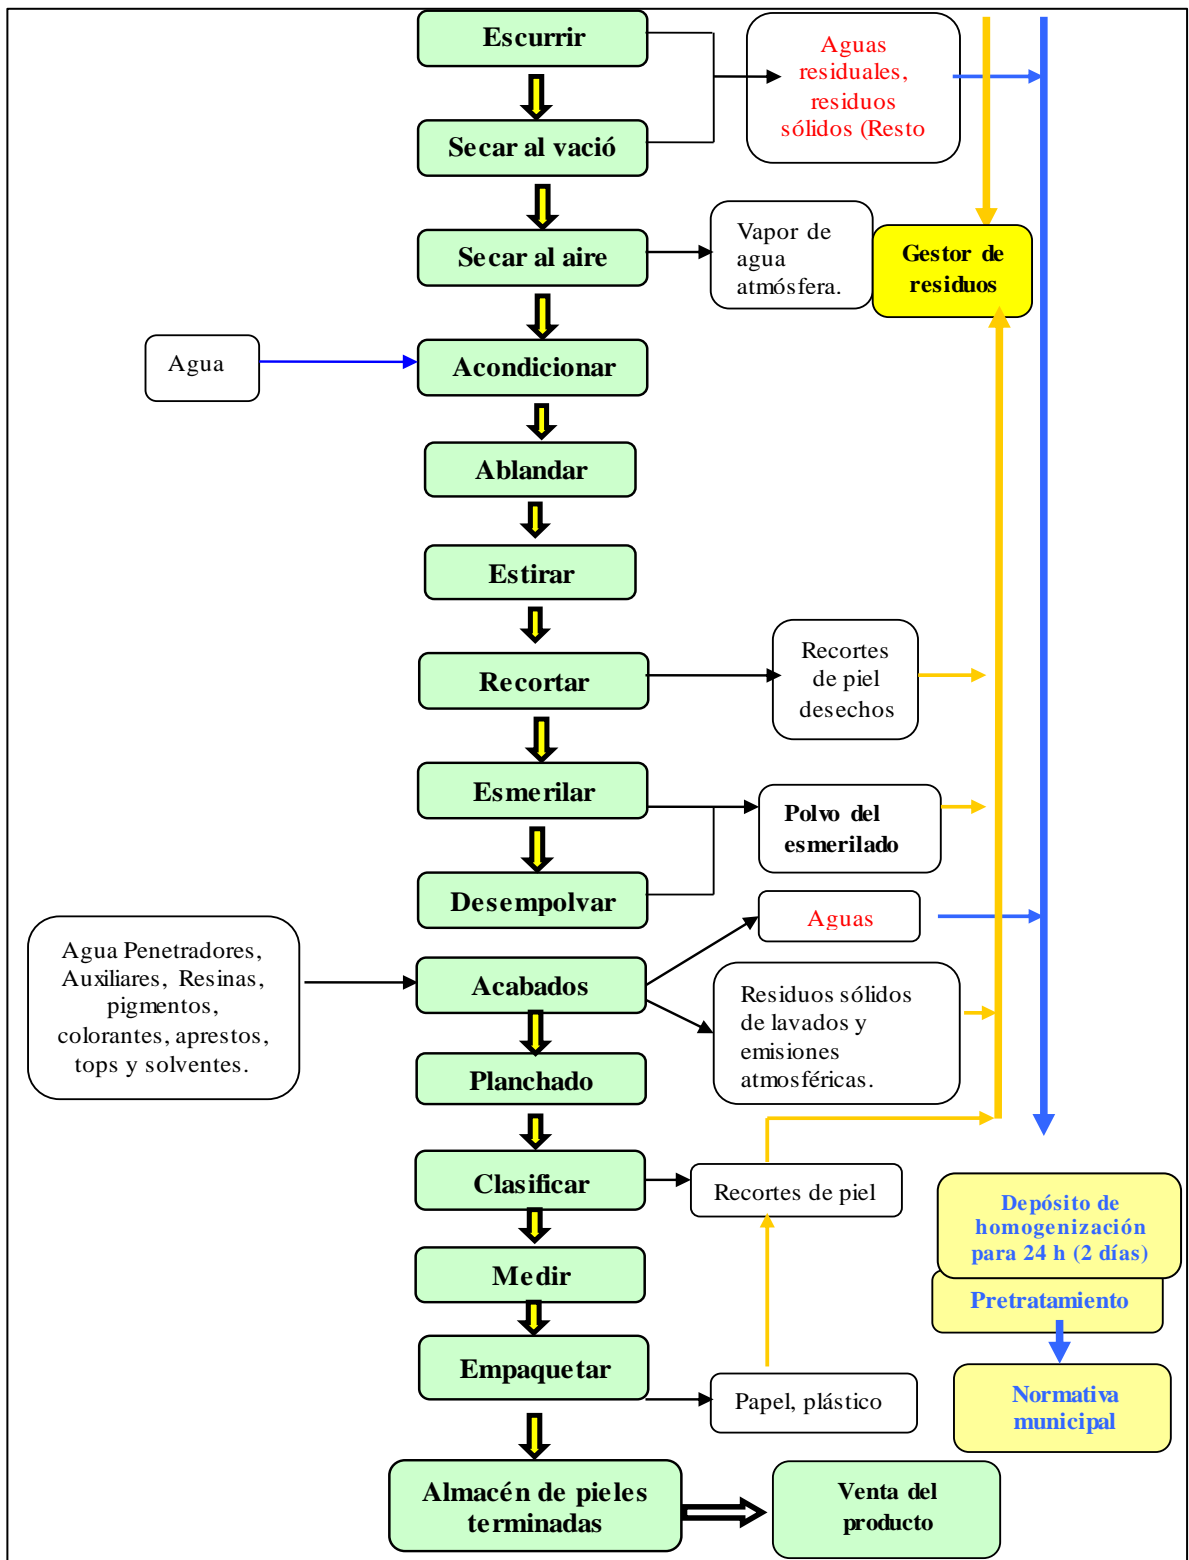 Escurrir
Aguas
residuales,
residuos
sólidos (Resto
Secar al vació
Secar al aire
Vapor de
agua
atmósfera.
Gestor de
residuos
Agua
Acondicionar
Ablandar
Estirar
Recortar
Recortes
de piel
desechos
Esmerilar
Polvo del
esmerilado
Desempolvar
Aguas
Agua Penetradores,
Auxiliares, Resinas,
pigmentos,
colorantes, aprestos,
tops y solventes.
Acabados
Residuos sólidos
de lavados y
emisiones
atmosféricas.
Planchado
Clasificar
Recortes de piel
Depósito de
homogenización
para 24 h (2 días)
Medir
Pretratamiento
Empaquetar
Papel, plástico
Normativa
municipal
Almacén de pieles
terminadas
Venta del
producto